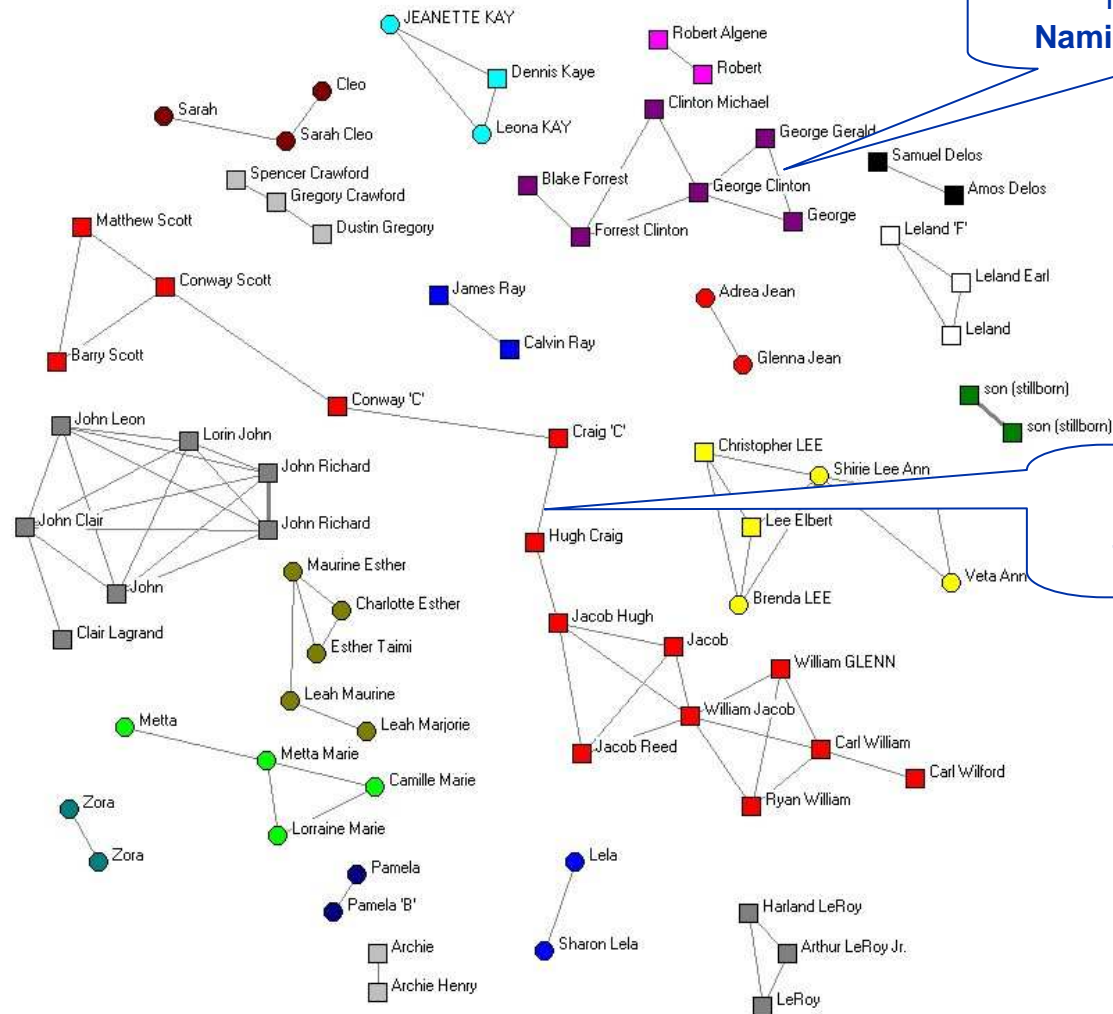 JEANETTE KAY
Nami
Robert Algene
Dennis Kaye
Robert
Cleo
Clinton Michael
Sarah
Leona KAY
George Gerald
Sarah Cleo
Samuel Delos
Spencer Crawford
Blake Forrest
George Clinton
Amos Delos
Gregory Crawford
Matthew Scott
Dustin Gregory
Forrest Clinton
George
Leland 'F'
Conway Scott
James Ray
Adrea Jean
Leland Earl
Leland
Calvin Ray
Barry Scott
Glenna Jean
son (stillborn)
Conway 'C'
John Leon
son (stillborn)
Lorin John
Craig 'C'
Christopher LEE
John Richard
Shirie Lee Ann
John Clair
John Richard
Lee Elbert
Hugh Craig
Maurine Esther
Veta Ann
John
Charlotte Esther
Brenda LEE
Clair Lagrand
Jacob Hugh
Esther Taimi
Jacob
William GLENN
Leah Maurine
William Jacob
Metta
Leah Marjorie
Metta Marie
Jacob Reed
Carl William
Camille Marie
Carl Wilford
Zora
Ryan William
Lorraine Marie
Zora
Pamela
Lela
Pamela 'B'
Harland LeRoy
Archie
Sharon Lela
Arthur LeRoy Jr.
Archie Henry
LeRoy